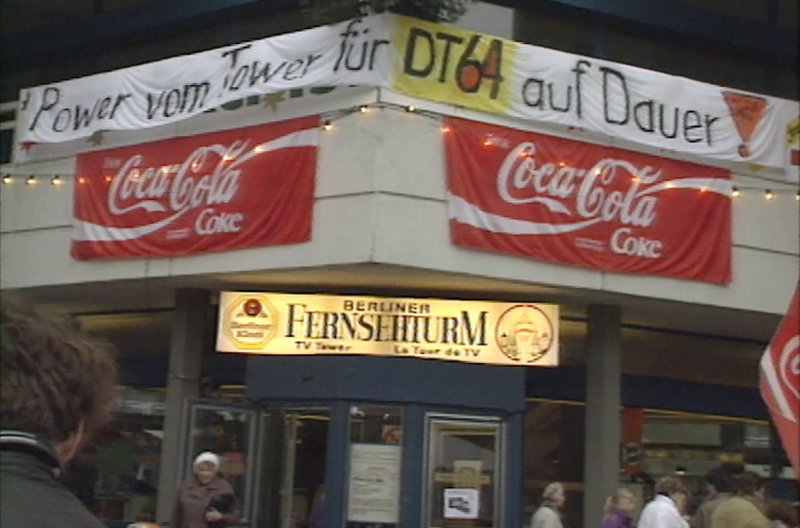 Power vom Tower für DT64 auf Dauer!
Coca-Cola
Coke
Coca-Cola
Coke
BERLINER
FERNSEHTURM
TV Tower Le Tour de TV